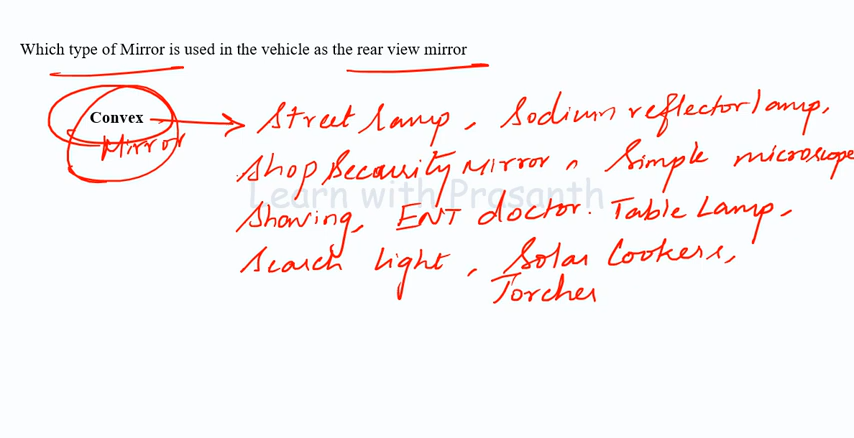 Which type of Mirror is used in the vehicle as the rear view mirror
Convex
Mirror
Street lamp, Sodium reflector lamp,
Shop Security Mirror, Simple microscope
Learn with Prasanth
Shaving, ENT doctor. Table Lamp,
Search light, Solar Cookers,
Torches